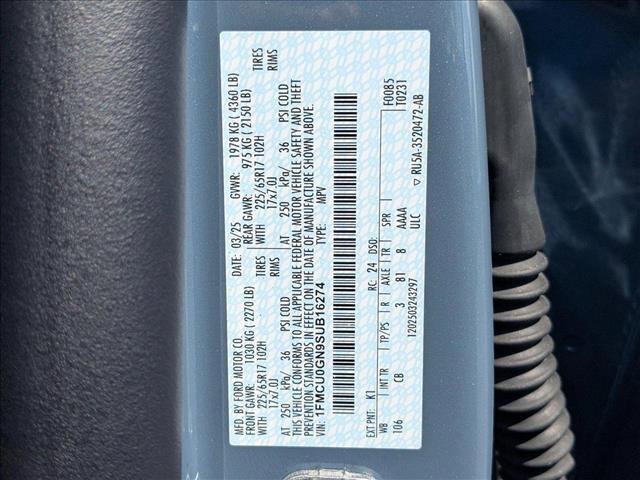 MFD. BY FORD MOTOR CO.
DATE: 03/25 GVWR: 1978 KG ( 4360 LB)
FRONT GAWR: 1030 KG ( 2270 LB) REAR GAWR: 975 KG ( 2150 LB)
WITH 225/65R17 102H TIRES WITH 225/65R17 102H TIRES
17x7.0J RIMS 17x7.0J RIMS
AT 250 kPa/ 36 PSI COLD AT 250 kPa/ 36 PSI COLD
THIS VEHICLE CONFORMS TO ALL APPLICABLE FEDERAL MOTOR VEHICLE SAFETY AND THEFT
PREVENTION STANDARDS IN EFFECT ON THE DATE OF MANUFACTURE SHOWN ABOVE.
VIN: 1FMCU0GN9SUB16274 TYPE: MPV
F0085
T0231
EXT PNT: K1 RC: 24 DSO:
WB INT TR TP/PS R AXLE TR SPR
106 CB 3 81 8 AAAA
ULC
1202503243297
RU5A-3520472-AB